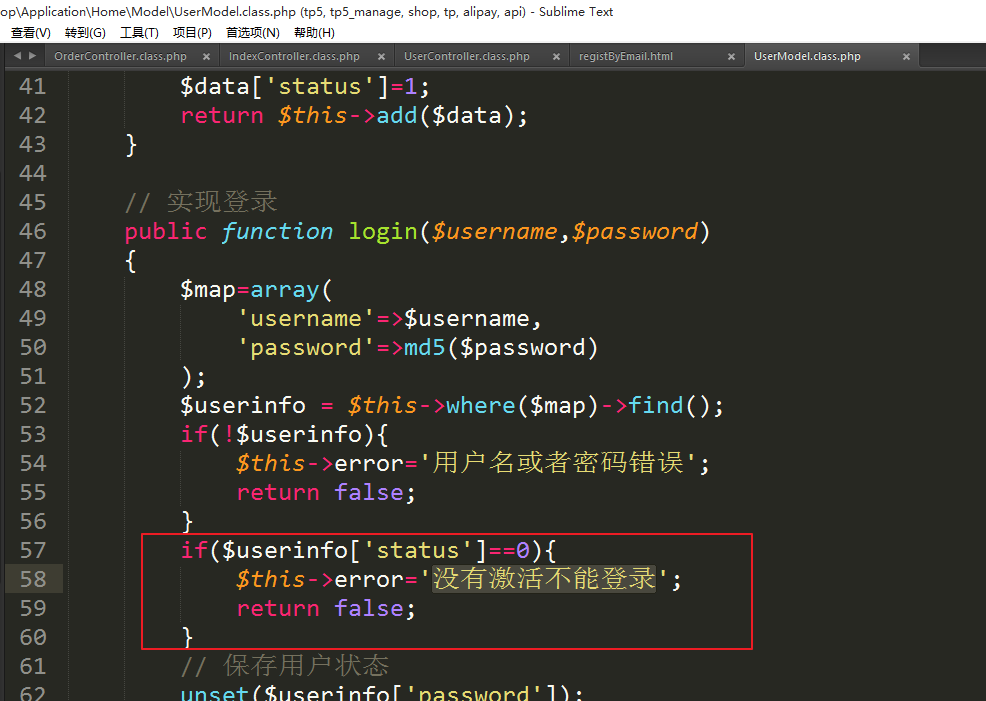 op\Application\Home\Model\UserModel.class.php (tp5, tp5_manage, shop, tp, alipay, api) - Sublime Text
查看(V) 转到(G) 工具(T) 项目(P) 首选项(N) 帮助(H)
OrderController.class.php × IndexController.class.php × UserController.class.php × registByEmail.html × UserModel.class.php ×
41 $data['status']=1;
42 return $this->add($data);
43 }
44
45 // 实现登录
46 public function login($username,$password)
47 {
48 $map=array(
49 'username'=>$username,
50 'password'=>md5($password)
51 );
52 $userinfo = $this->where($map)->find();
53 if(!$userinfo){
54 $this->error='用户名或者密码错误';
55 return false;
56 }
57 if($userinfo['status']==0){
58 $this->error='没有激活不能登录';
59 return false;
60 }
61 // 保存用户状态
62 unset($userinfo['password']);